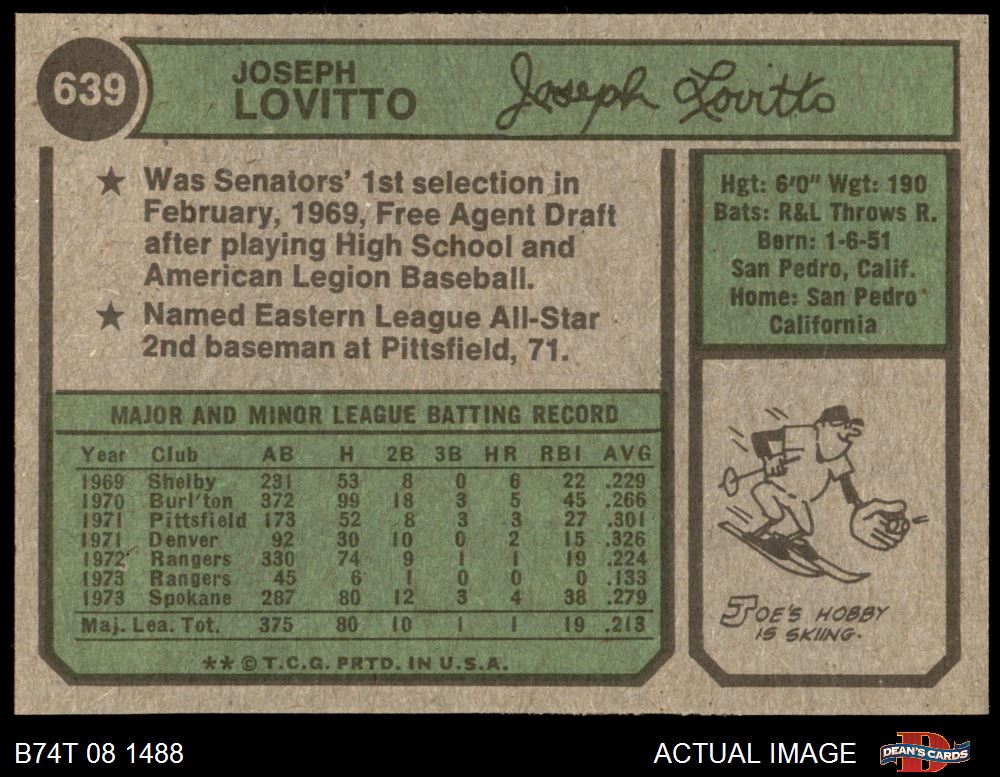 639
JOSEPH
LOVITTO
Joseph Lovitto
★ Was Senators' 1st selection in
February, 1969, Free Agent Draft
after playing High School and
American Legion Baseball.
★ Named Eastern League All-Star
2nd baseman at Pittsfield, 71.
Hgt: 6'0" Wgt: 190
Bats: R&L Throws R.
Born: 1-6-51
San Pedro, Calif.
Home: San Pedro
California
MAJOR AND MINOR LEAGUE BATTING RECORD
Year Club AB H 2B 3B HR RBI AVG
1969 Shelby 231 53 8 0 6 22 .229
1970 Burl'ton 372 99 18 3 5 45 .266
1971 Pittsfield 173 52 8 3 3 27 .301
1971 Denver 92 30 10 0 2 15 .326
1972 Rangers 330 74 9 1 1 19 .224
1973 Rangers 45 6 1 0 0 0 .133
1973 Spokane 287 80 12 3 4 38 .279
Maj. Lea. Tot. 375 80 10 1 1 19 .213
** © T.C.G. PRTD. IN U.S.A.
JOE'S HOBBY
IS SKIING.
B74T 08 1488
ACTUAL IMAGE
DEAN'S CARDS